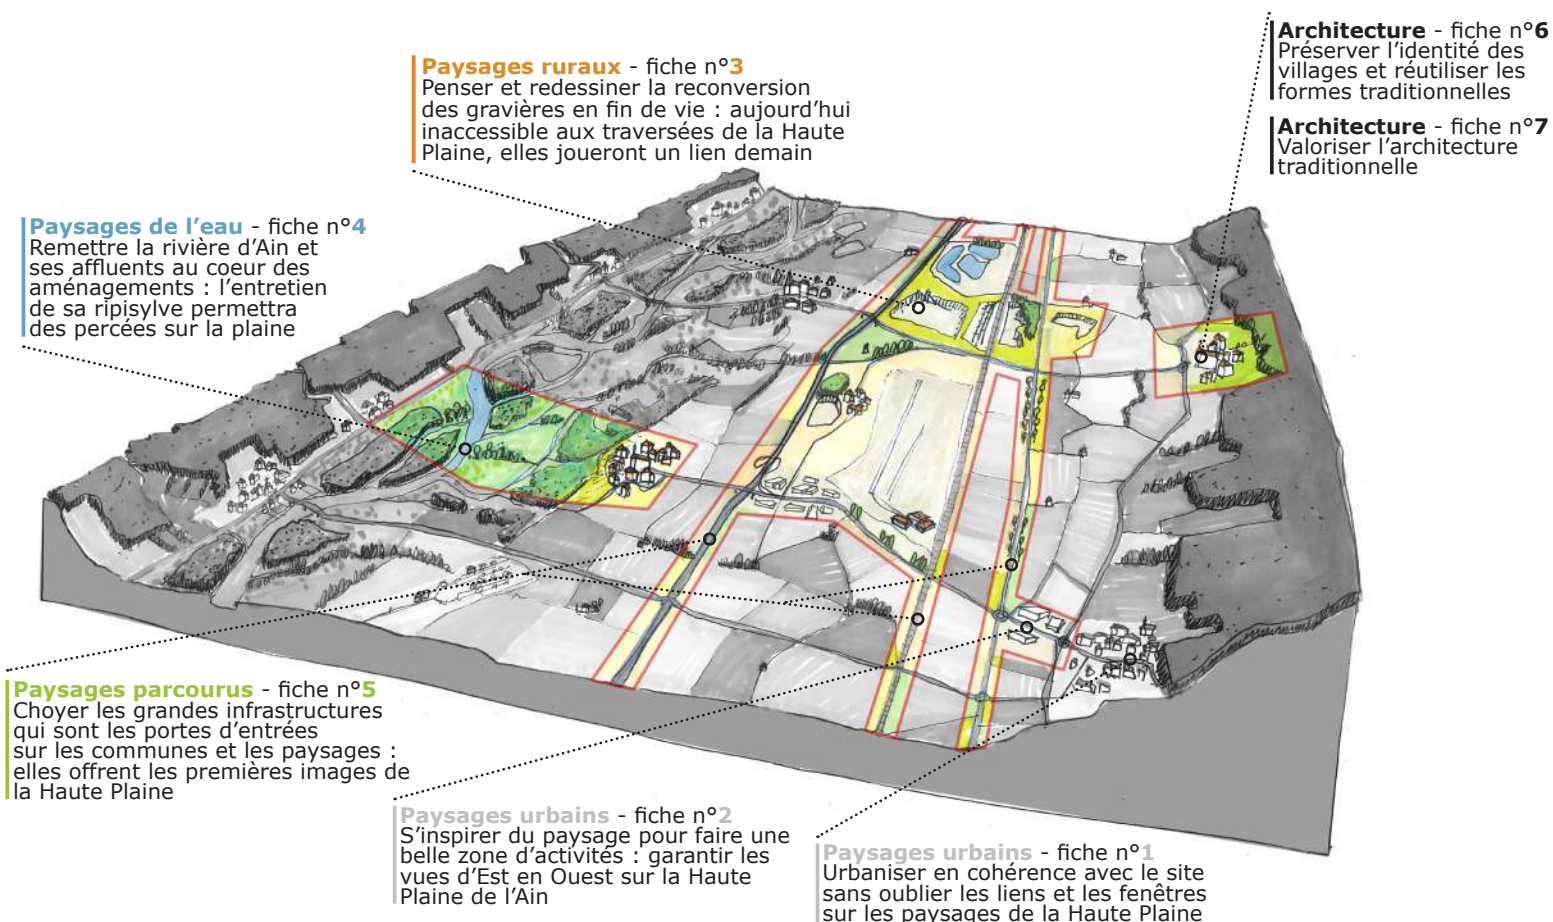 Architecture - fiche n°6
Préserver l'identité des
villages et réutiliser les
formes traditionnelles
Architecture - fiche n°7
Valoriser l'architecture
traditionnelle
Paysages ruraux - fiche n°3
Penser et redessiner la reconversion
des gravières en fin de vie : aujourd'hui
inaccessible aux traversées de la Haute
Plaine, elles joueront un lien demain
Paysages de l'eau - fiche n°4
Remettre la rivière d'Ain et
ses affluents au coeur des
aménagements : l'entretien
de sa ripisylve permettra
des percées sur la plaine
Paysages parcourus - fiche n°5
Choyer les grandes infrastructures
qui sont les portes d'entrées
sur les communes et les paysages :
elles offrent les premières images de
la Haute Plaine
Paysages urbains - fiche n°2
S'inspirer du paysage pour faire une
belle zone d'activités : garantir les
vues d'Est en Ouest sur la Haute
Plaine de l'Ain
Paysages urbains - fiche n°1
Urbaniser en cohérence avec le site
sans oublier les liens et les fenêtres
sur les paysages de la Haute Plaine